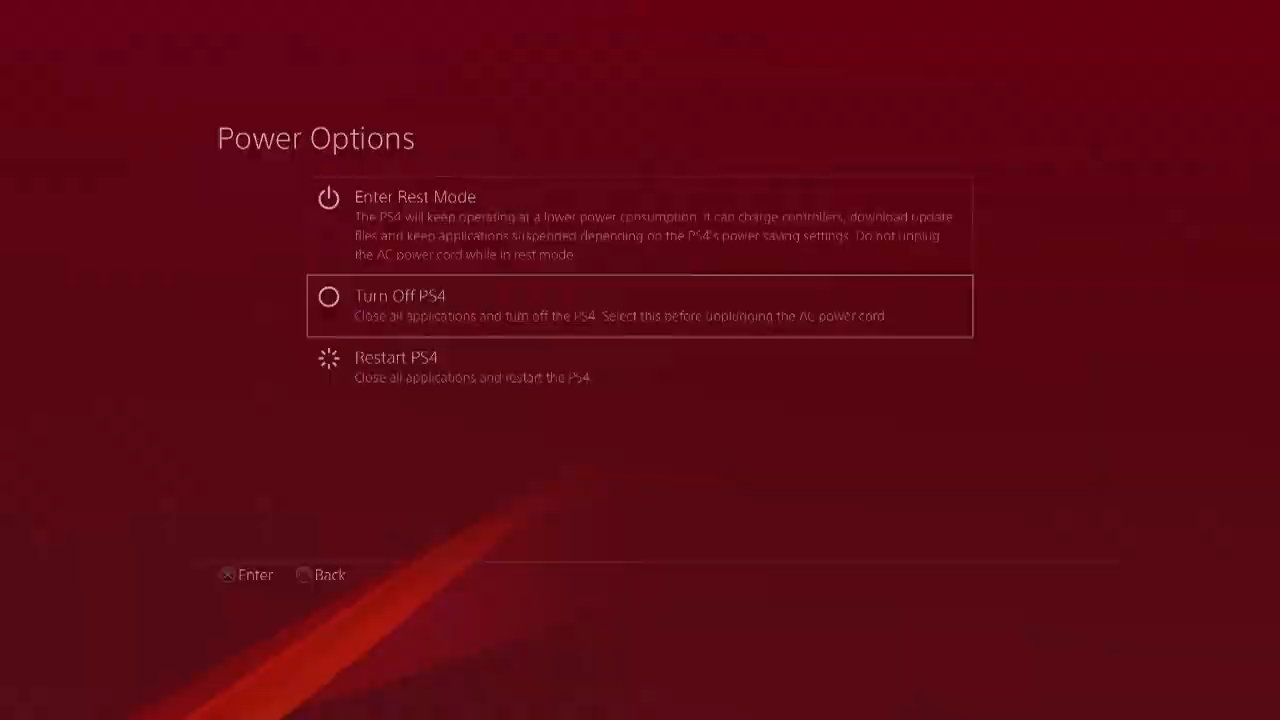 Power Options
Enter Rest Mode
The PS4 will keep operating at a lower power consumption. It can charge controllers, download update
files and keep applications suspended depending on the PS4's power saving settings. Do not unplug
the AC power cord while in rest mode.
Turn Off PS4
Close all applications and turn off the PS4. Select this before unplugging the AC power cord.
Restart PS4
Close all applications and restart the PS4.
Enter Back